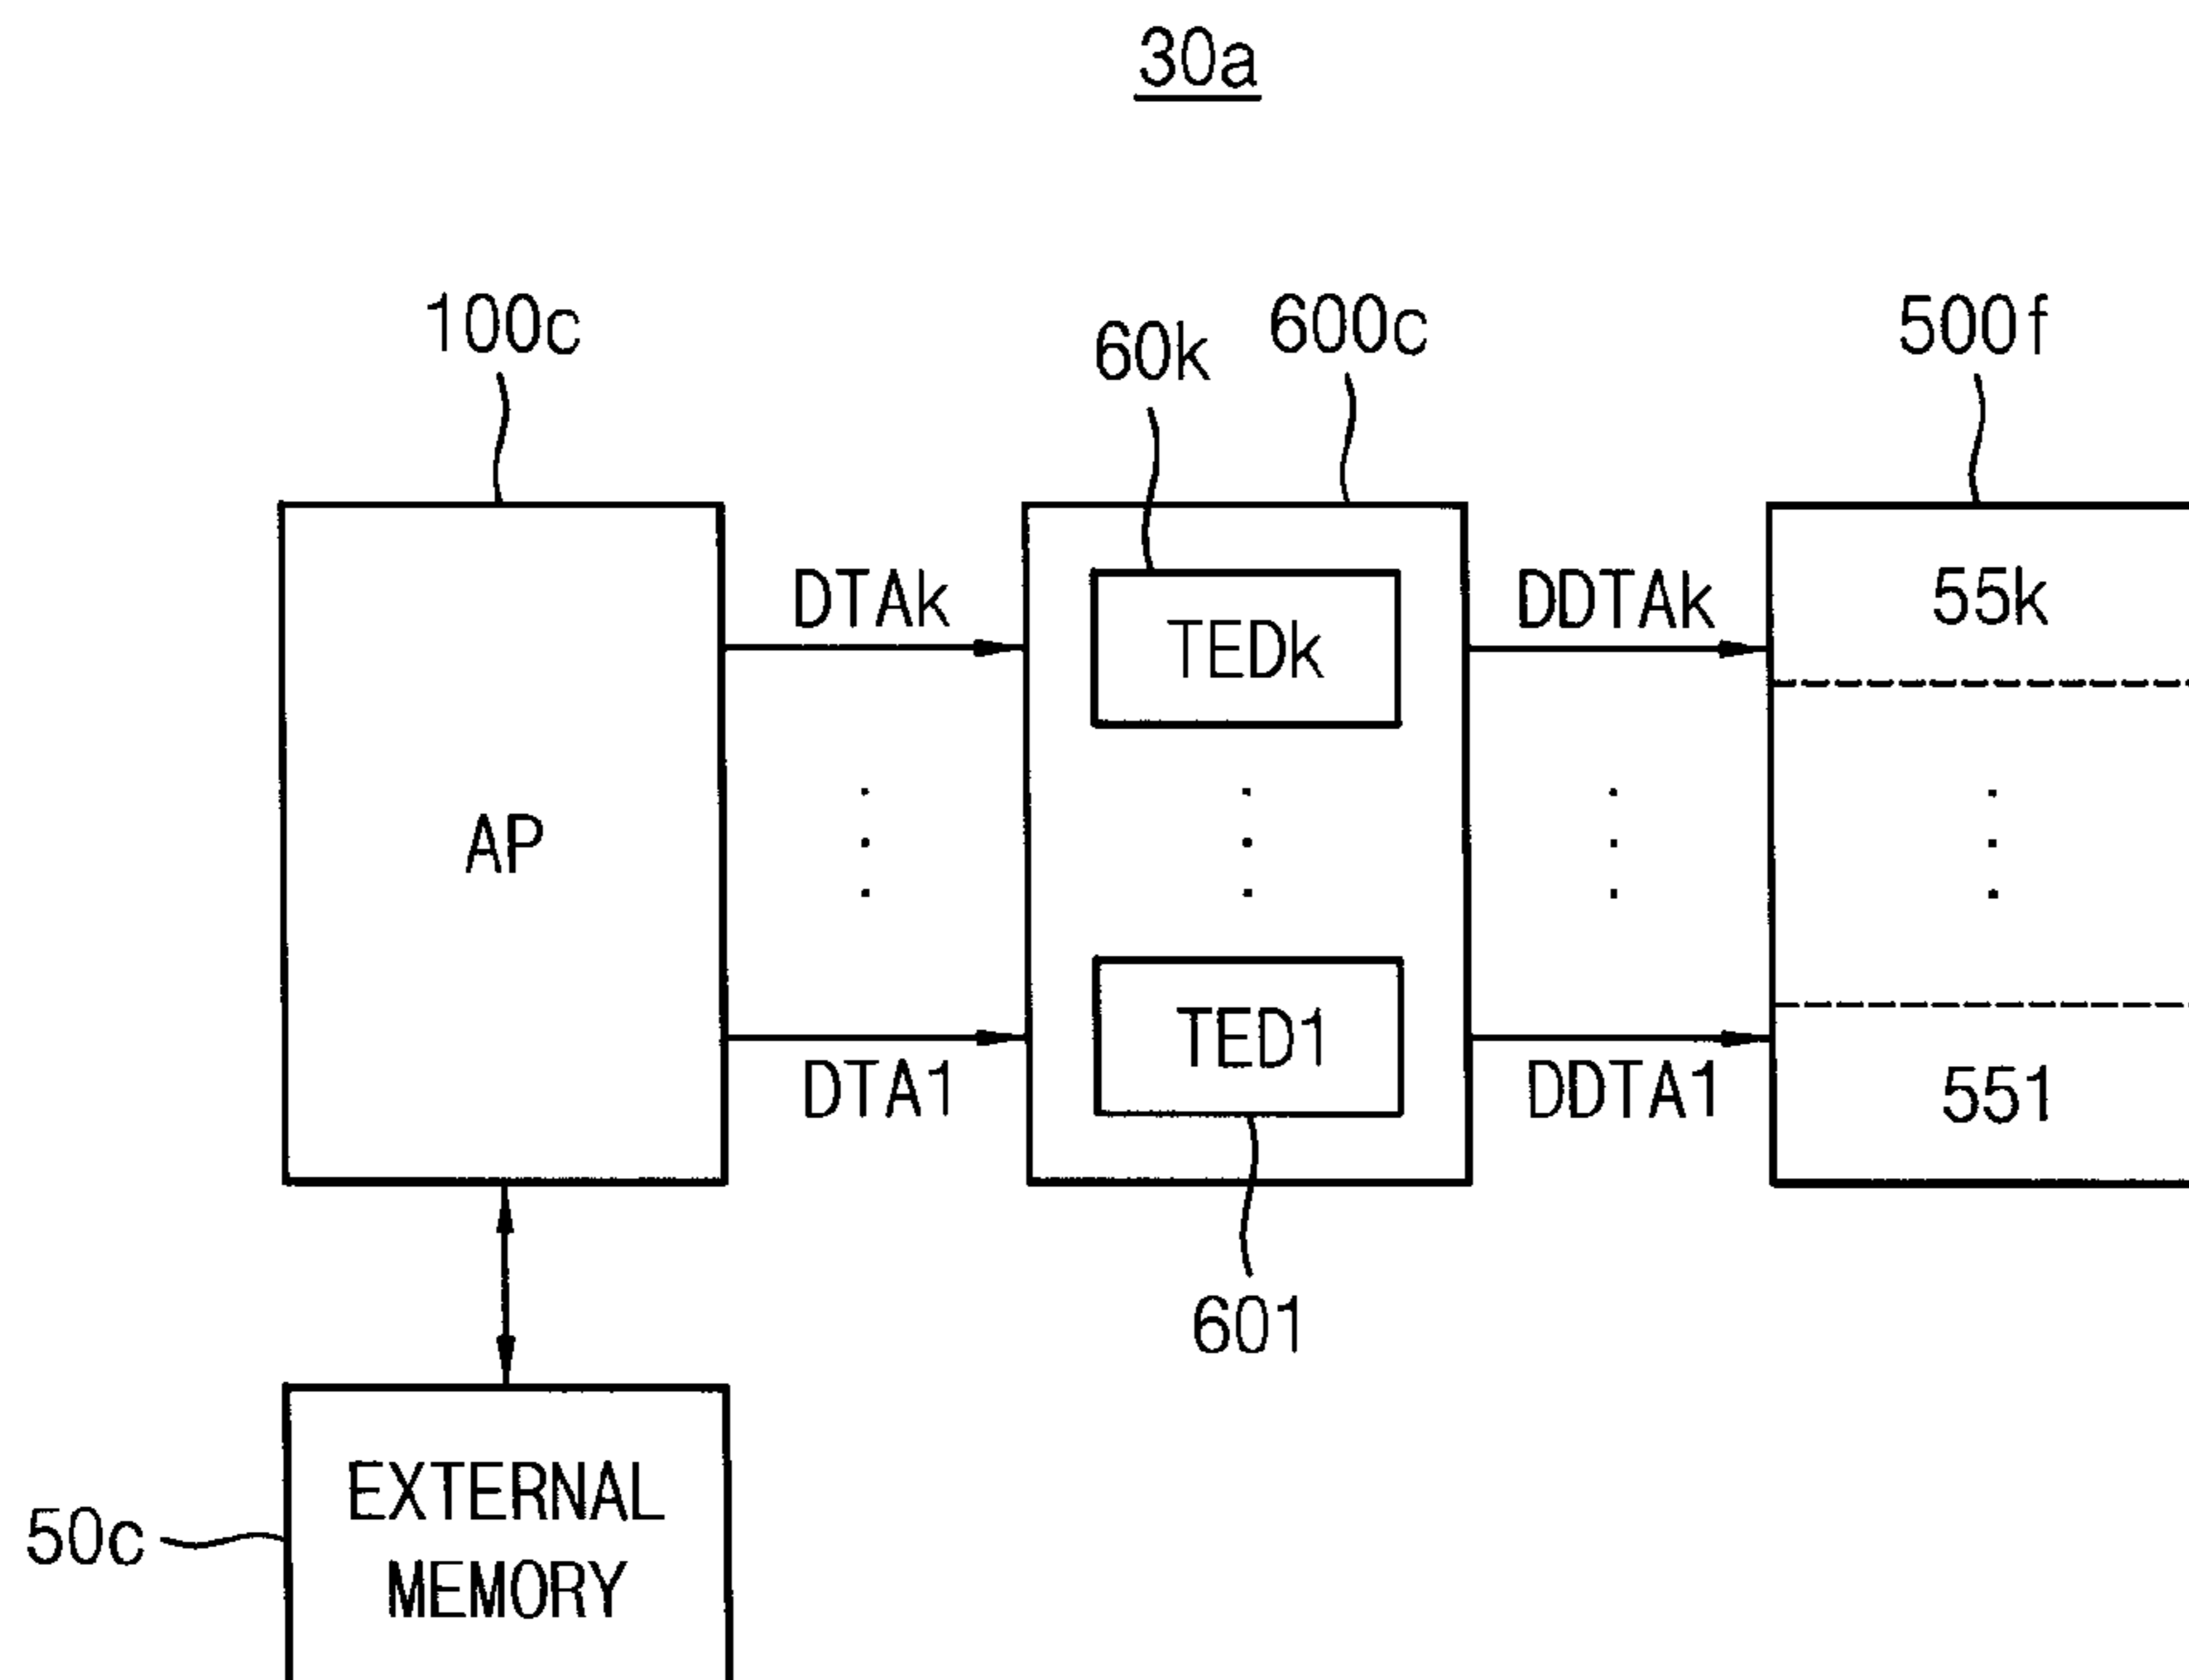 30a
100c
60k
600c
500f
DTAk
TEDk
DDTAk
55k
AP
DTA1
TED1
DDTA1
551
601
50c
EXTERNAL
MEMORY